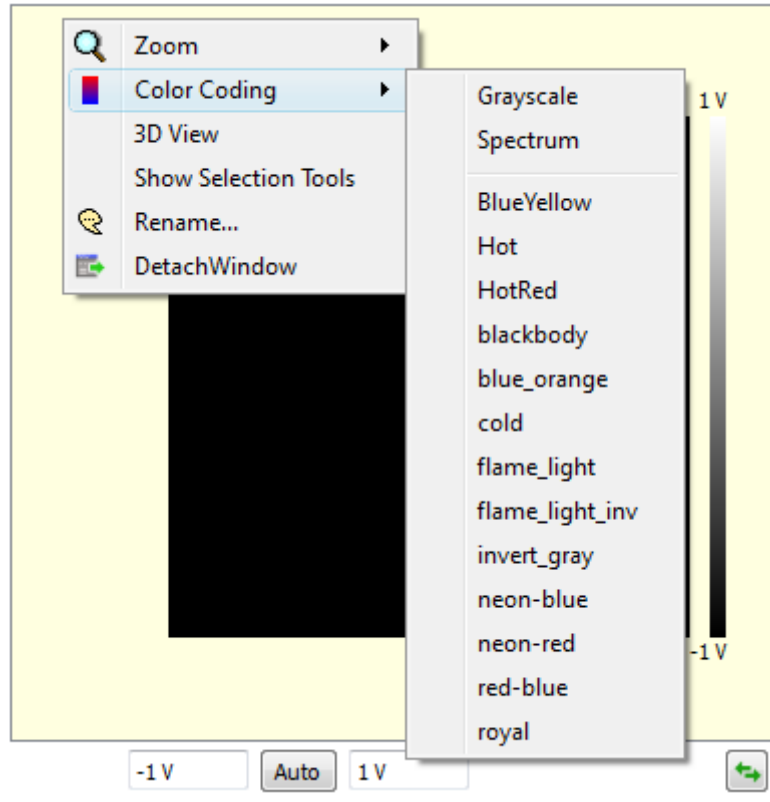 Zoom
Color Coding
3D View
Show Selection Tools
Rename...
DetachWindow
Grayscale
Spectrum
BlueYellow
Hot
HotRed
blackbody
blue_orange
cold
flame_light
flame_light_inv
invert_gray
neon-blue
neon-red
red-blue
royal
1 V
-1 V
-1 V
Auto
1 V